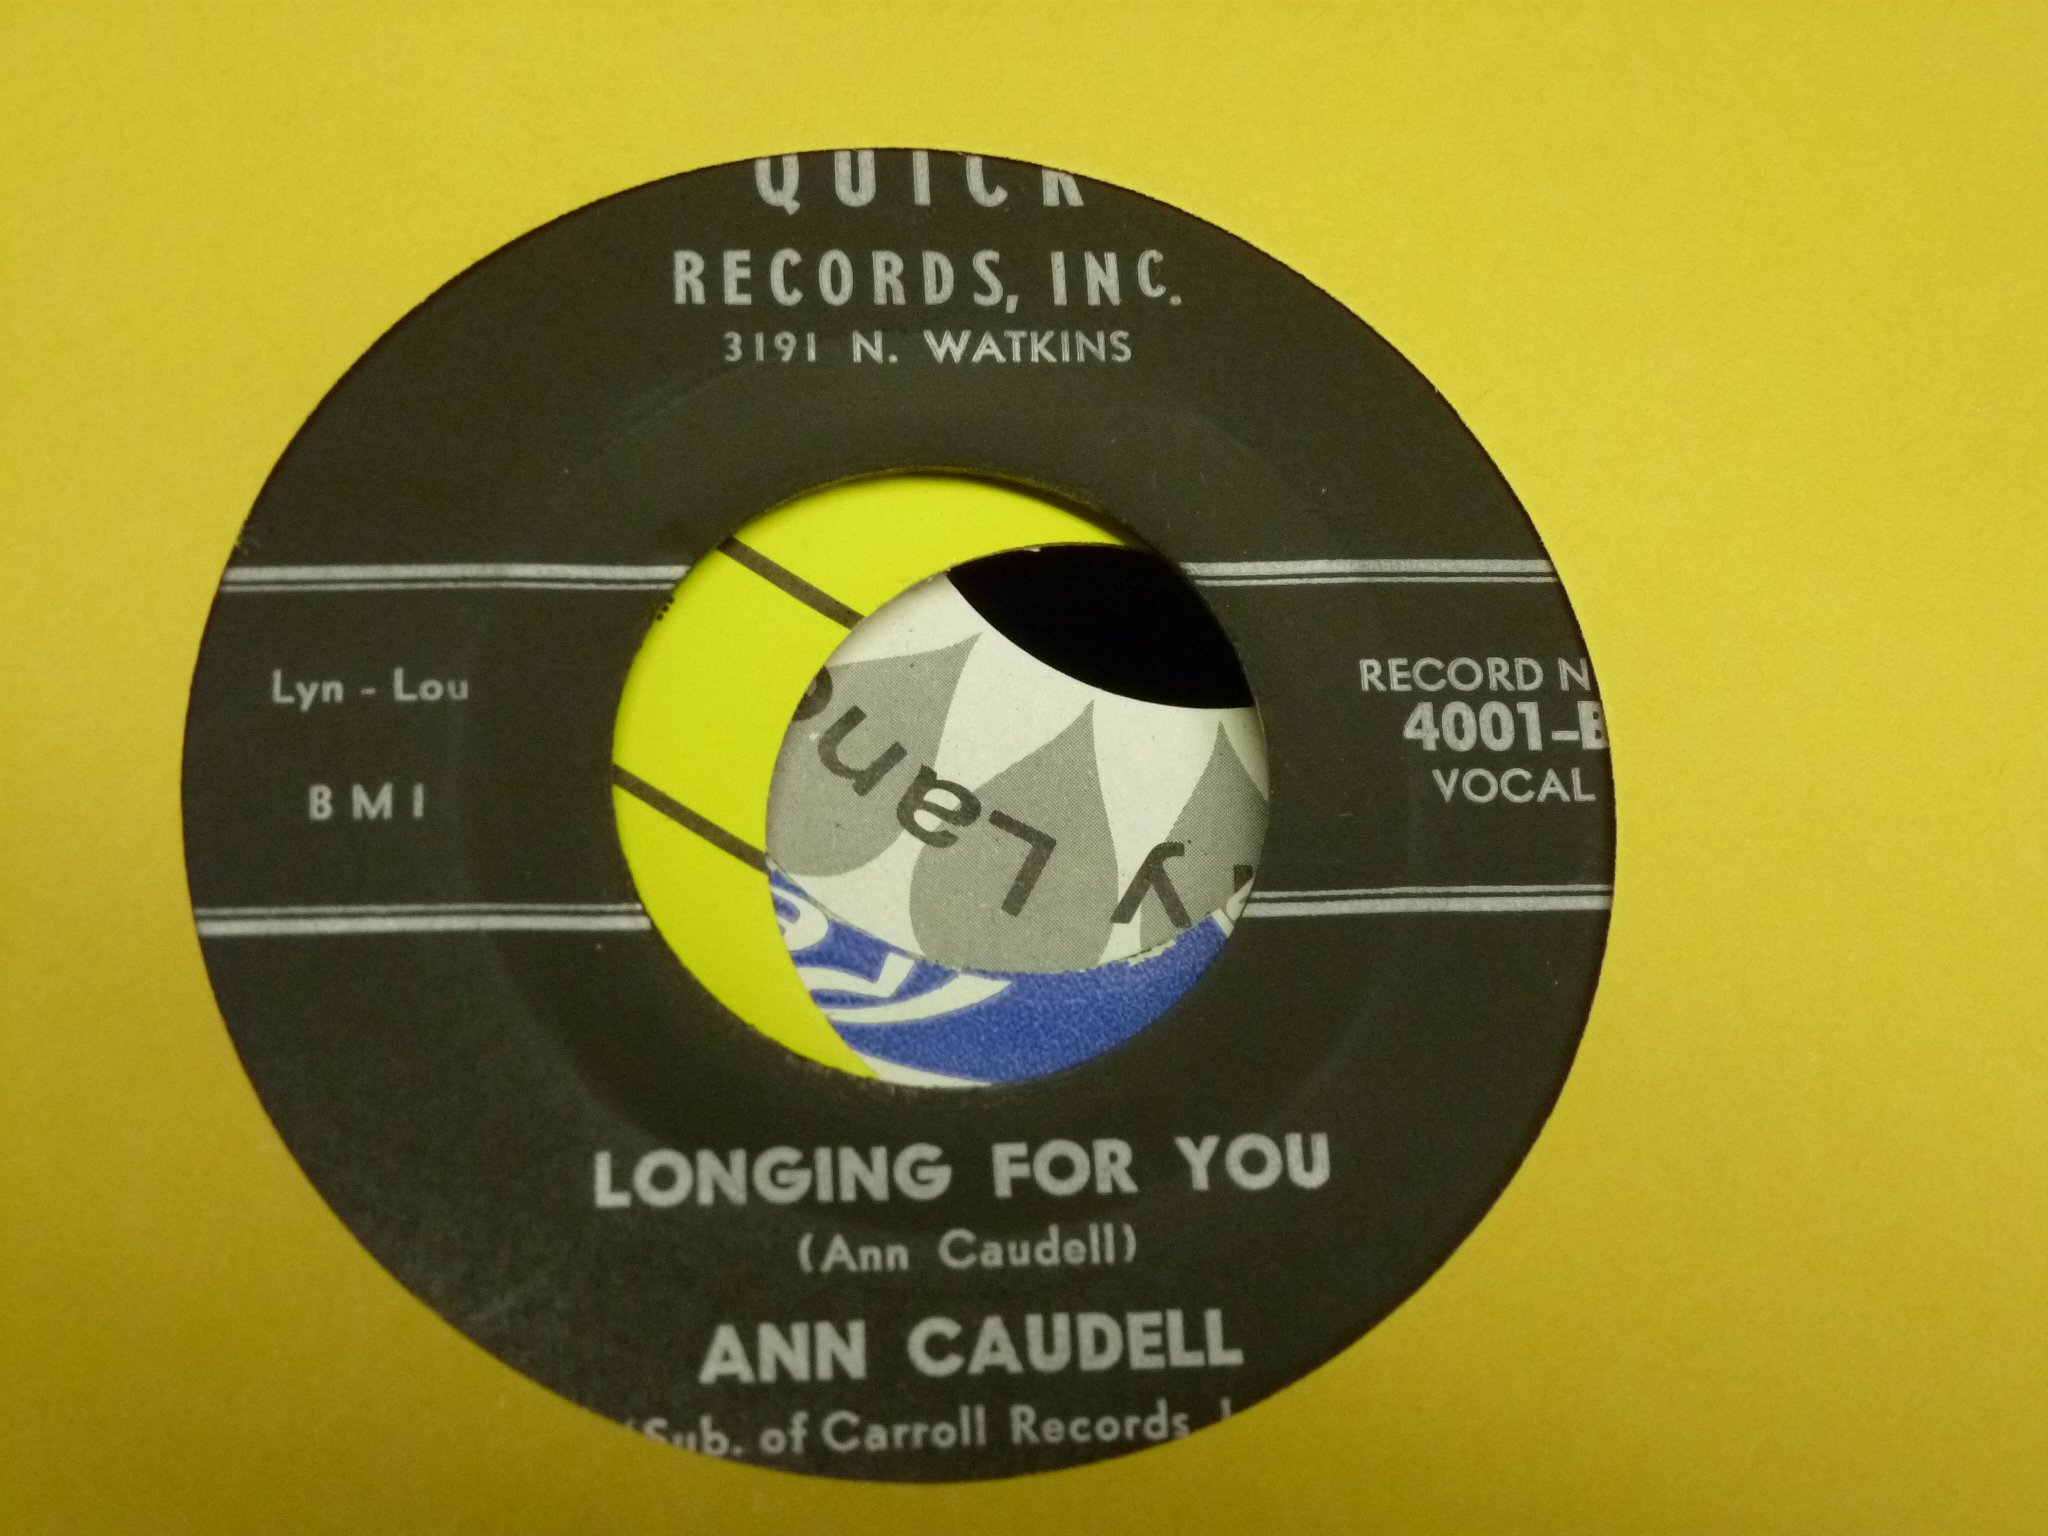 QUICK
RECORDS, INC.
3191 N. WATKINS
Lyn - Lou
BMI
RECORD N
4001-B
VOCAL
LONGING FOR YOU
(Ann Caudell)
ANN CAUDELL
Sub. of Carroll Records
y Lane